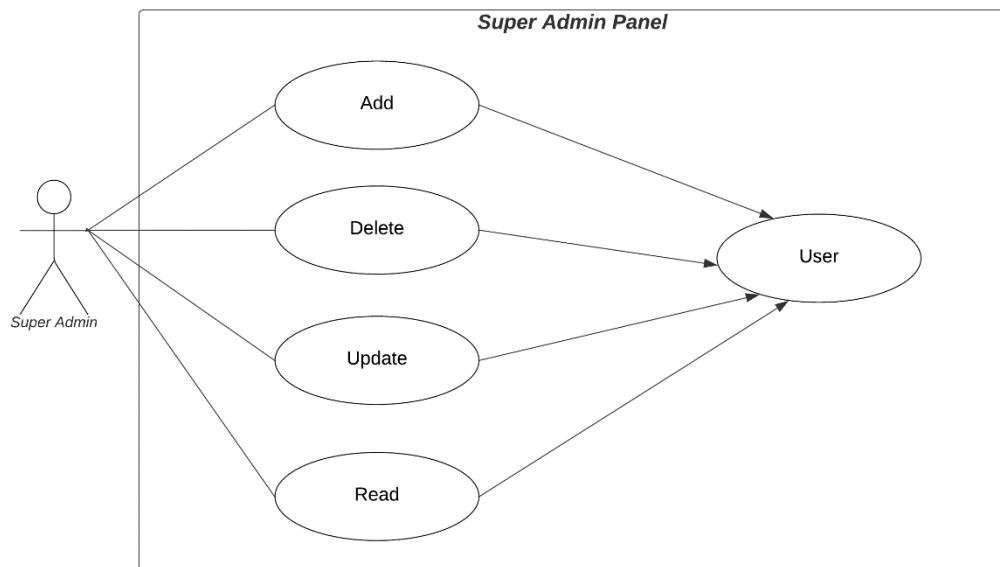 Super Admin Panel
Add
Delete
User
Super Admin
Update
Read